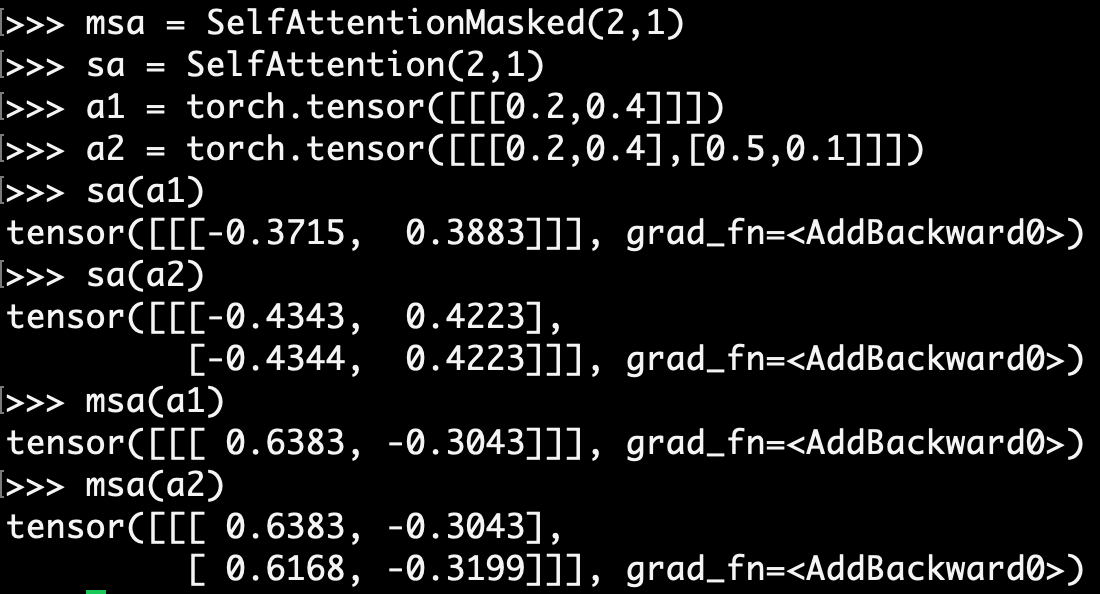 >>> msa = SelfAttentionMasked(2,1)
>>> sa = SelfAttention(2,1)
>>> a1 = torch.tensor([[[0.2,0.4]]])
>>> a2 = torch.tensor([[[0.2,0.4],[0.5,0.1]]])
>>> sa(a1)
tensor([[[-0.3715,  0.3883]]], grad_fn=<AddBackward0>)
>>> sa(a2)
tensor([[[-0.4343,  0.4223],
         [-0.4344,  0.4223]]], grad_fn=<AddBackward0>)
>>> msa(a1)
tensor([[[ 0.6383, -0.3043]]], grad_fn=<AddBackward0>)
>>> msa(a2)
tensor([[[ 0.6383, -0.3043],
         [ 0.6168, -0.3199]]], grad_fn=<AddBackward0>)